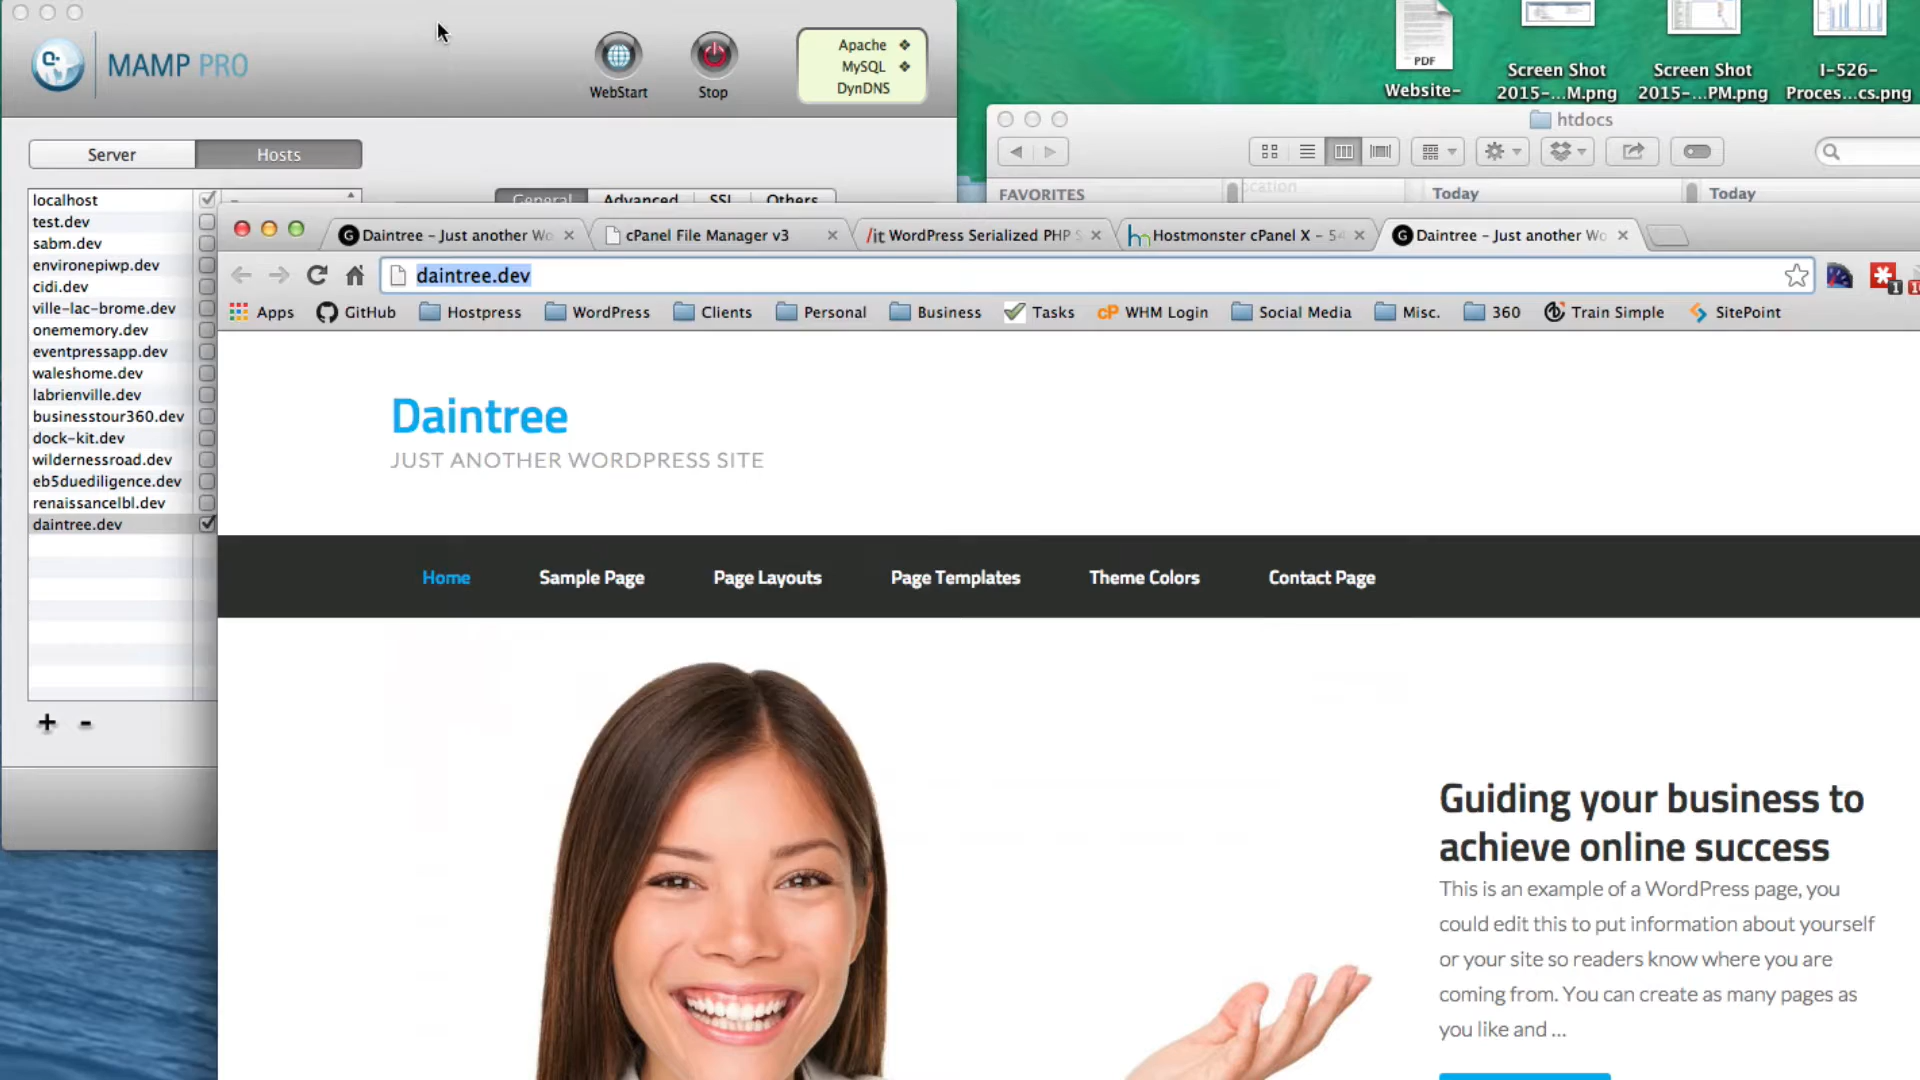 MAMP PRO
WebStart
Stop
Apache
MySQL
DynDNS
PDF
Website-
Screen Shot
2015-...M.png
Screen Shot
2015-...PM.png
I-526-
Proces...cs.png
Server
Hosts
htdocs
FAVORITES
Today
Today
General
Advanced
SSL
Others
localhost
test.dev
sabm.dev
environepiwp.dev
cidi.dev
ville-lac-brome.dev
onememory.dev
eventpressapp.dev
waleshome.dev
labrienville.dev
businesstour360.dev
dock-kit.dev
wildernessroad.dev
eb5duediligence.dev
renaissancelbl.dev
daintree.dev
Daintree – Just another Wo
cPanel File Manager v3
/it WordPress Serialized PHP S
Hostmonster cPanel X – 54
Daintree – Just another Wo
daintree.dev
Apps
GitHub
Hostpress
WordPress
Clients
Personal
Business
Tasks
cP WHM Login
Social Media
Misc.
360
Train Simple
SitePoint
Daintree
JUST ANOTHER WORDPRESS SITE
Home
Sample Page
Page Layouts
Page Templates
Theme Colors
Contact Page
Guiding your business to
achieve online success
This is an example of a WordPress page, you
could edit this to put information about yourself
or your site so readers know where you are
coming from. You can create as many pages as
you like and ...